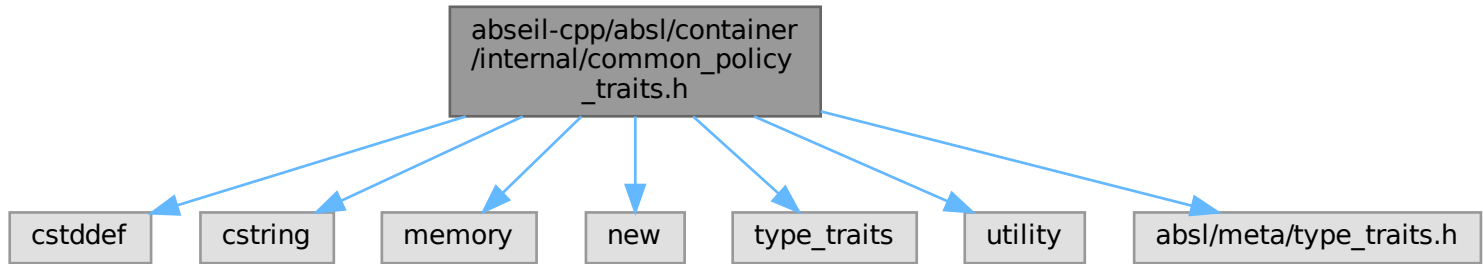 abseil-cpp/absl/container
/internal/common_policy
_traits.h
cstddef
cstring
memory
new
type_traits
utility
absl/meta/type_traits.h